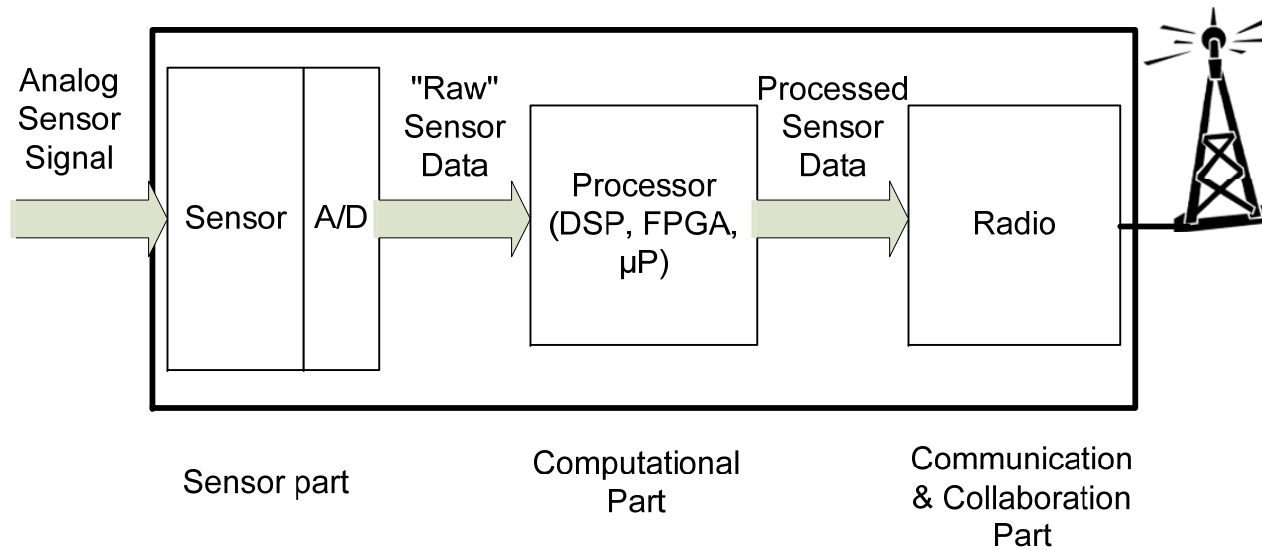 Analog
Sensor
Signal
"Raw"
Sensor
Data
Processed
Sensor
Data
Sensor
A/D
Processor
(DSP, FPGA,
µP)
Radio
Sensor part
Computational
Part
Communication
& Collaboration
Part